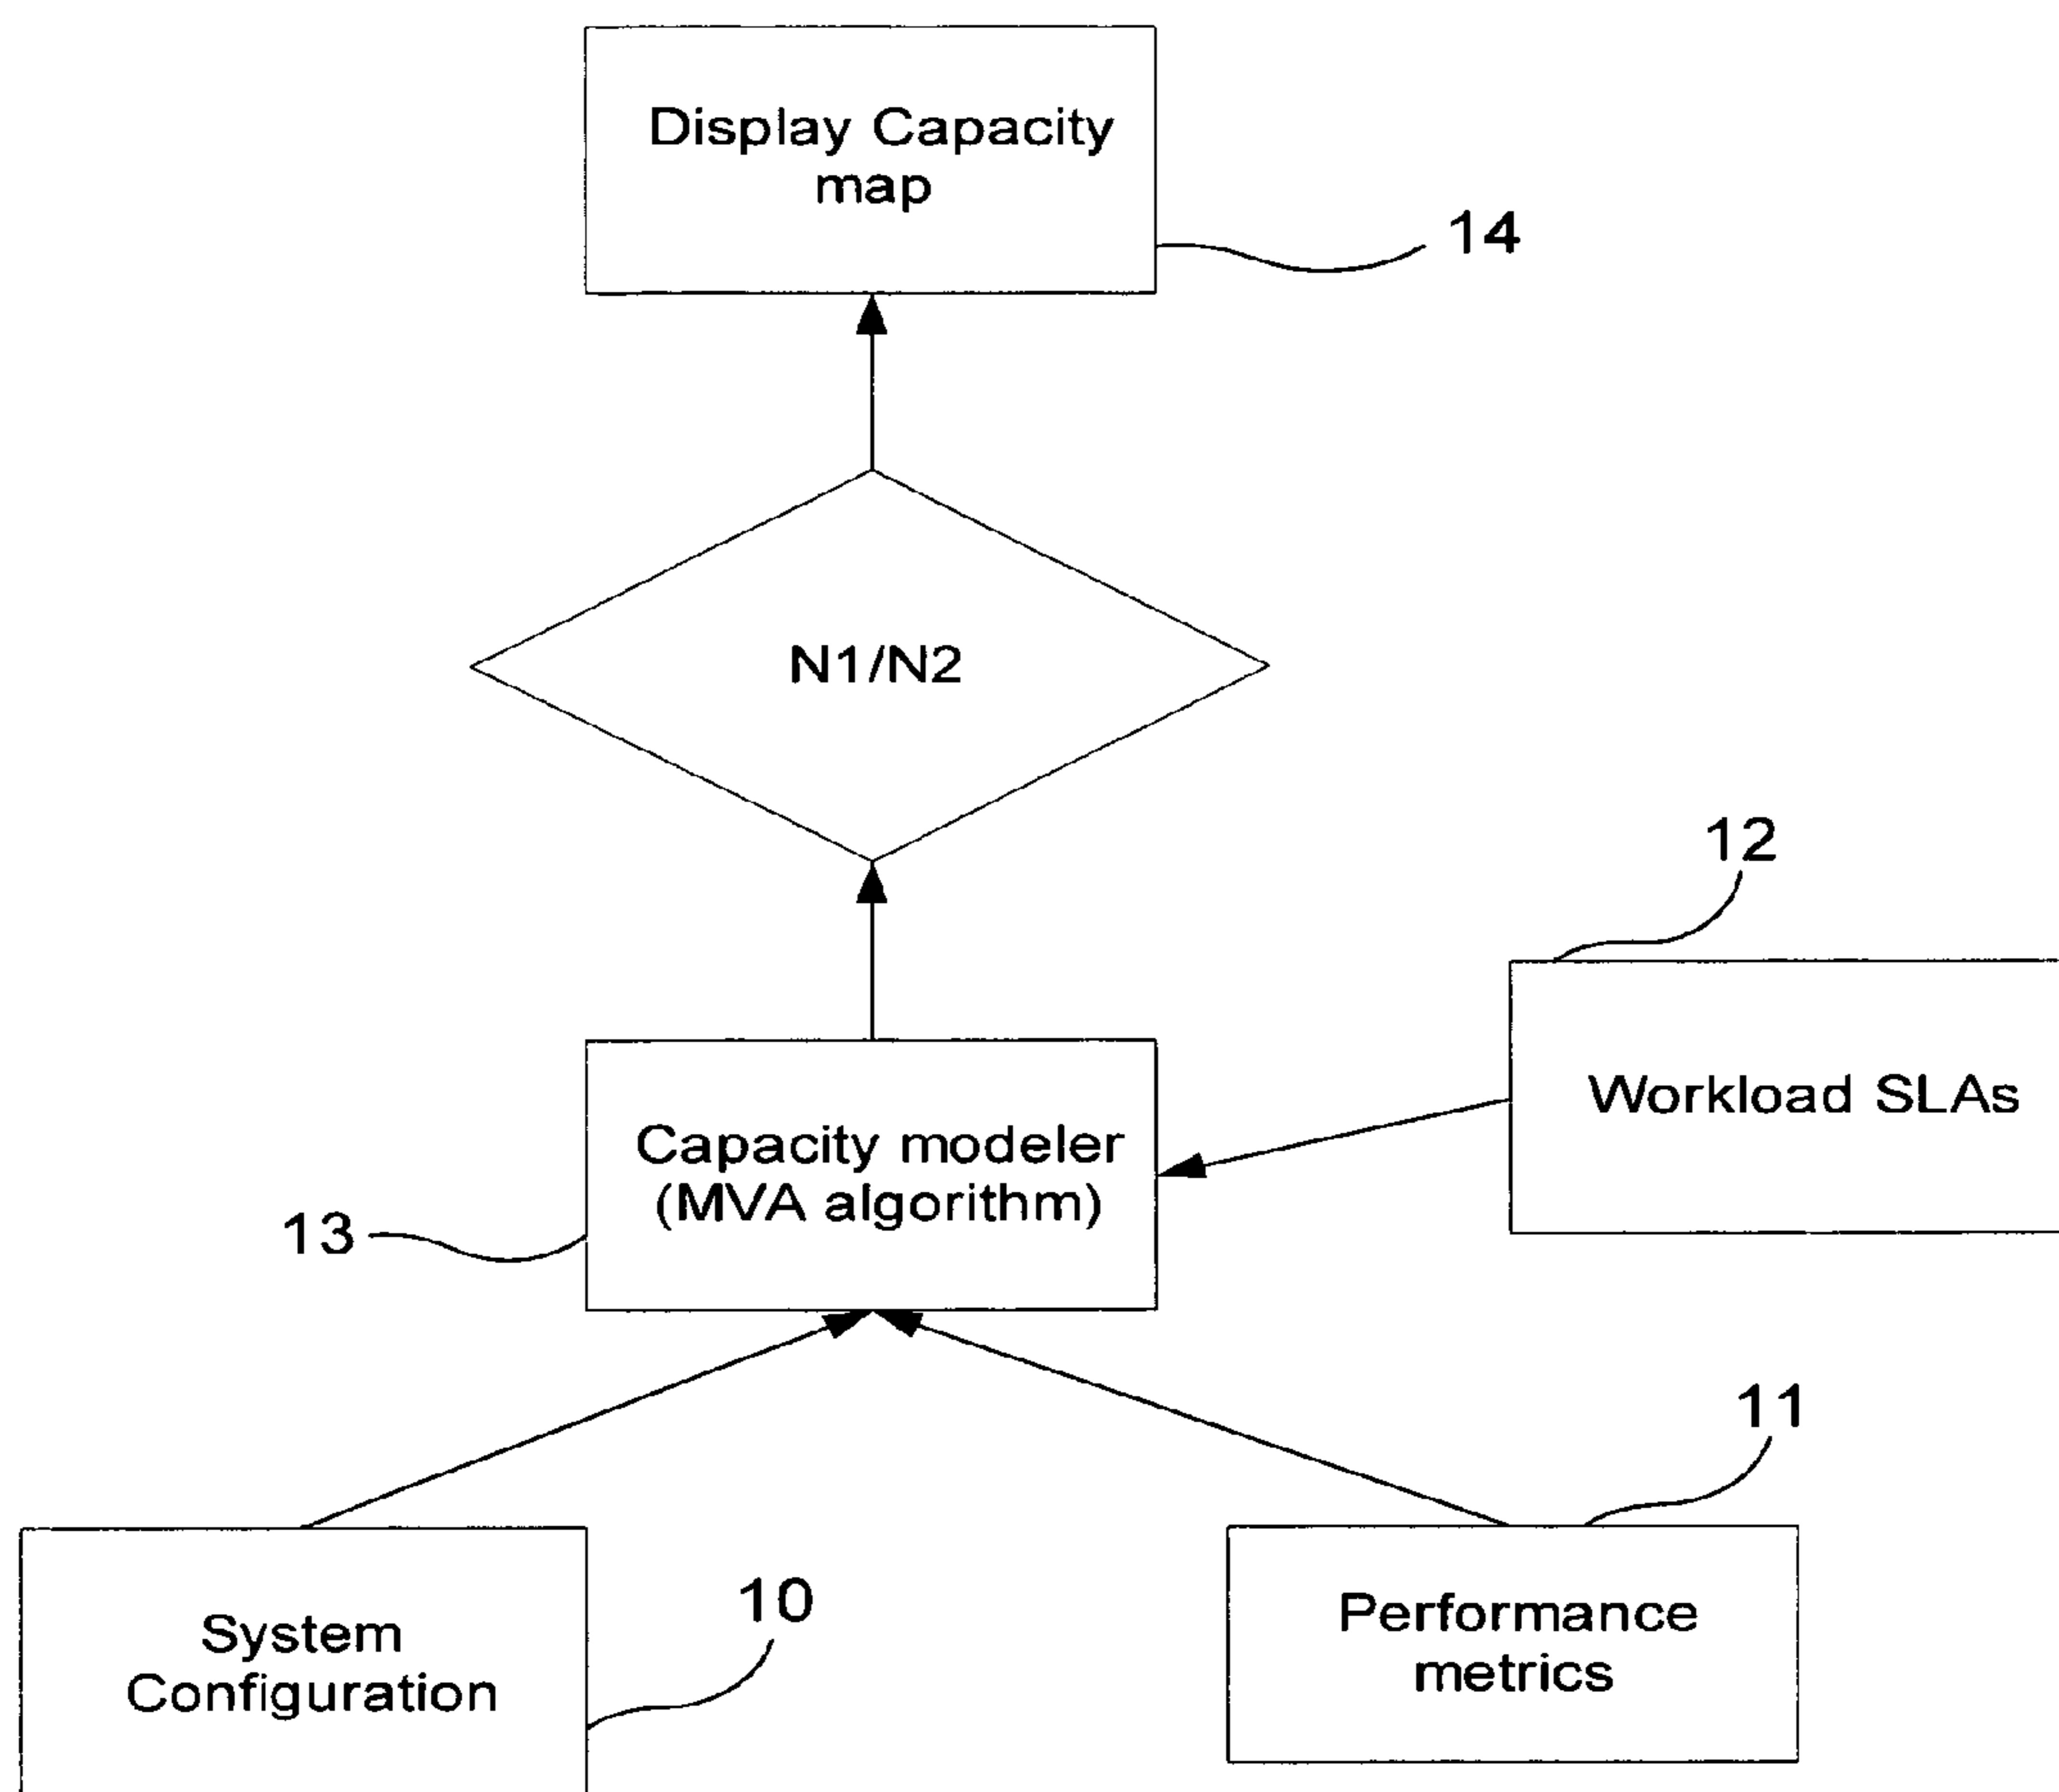 Display Capacity
map
14
N1/N2
12
Workload SLAs
Capacity modeler
(MVA algorithm)
13
11
System
Configuration
10
Performance
metrics